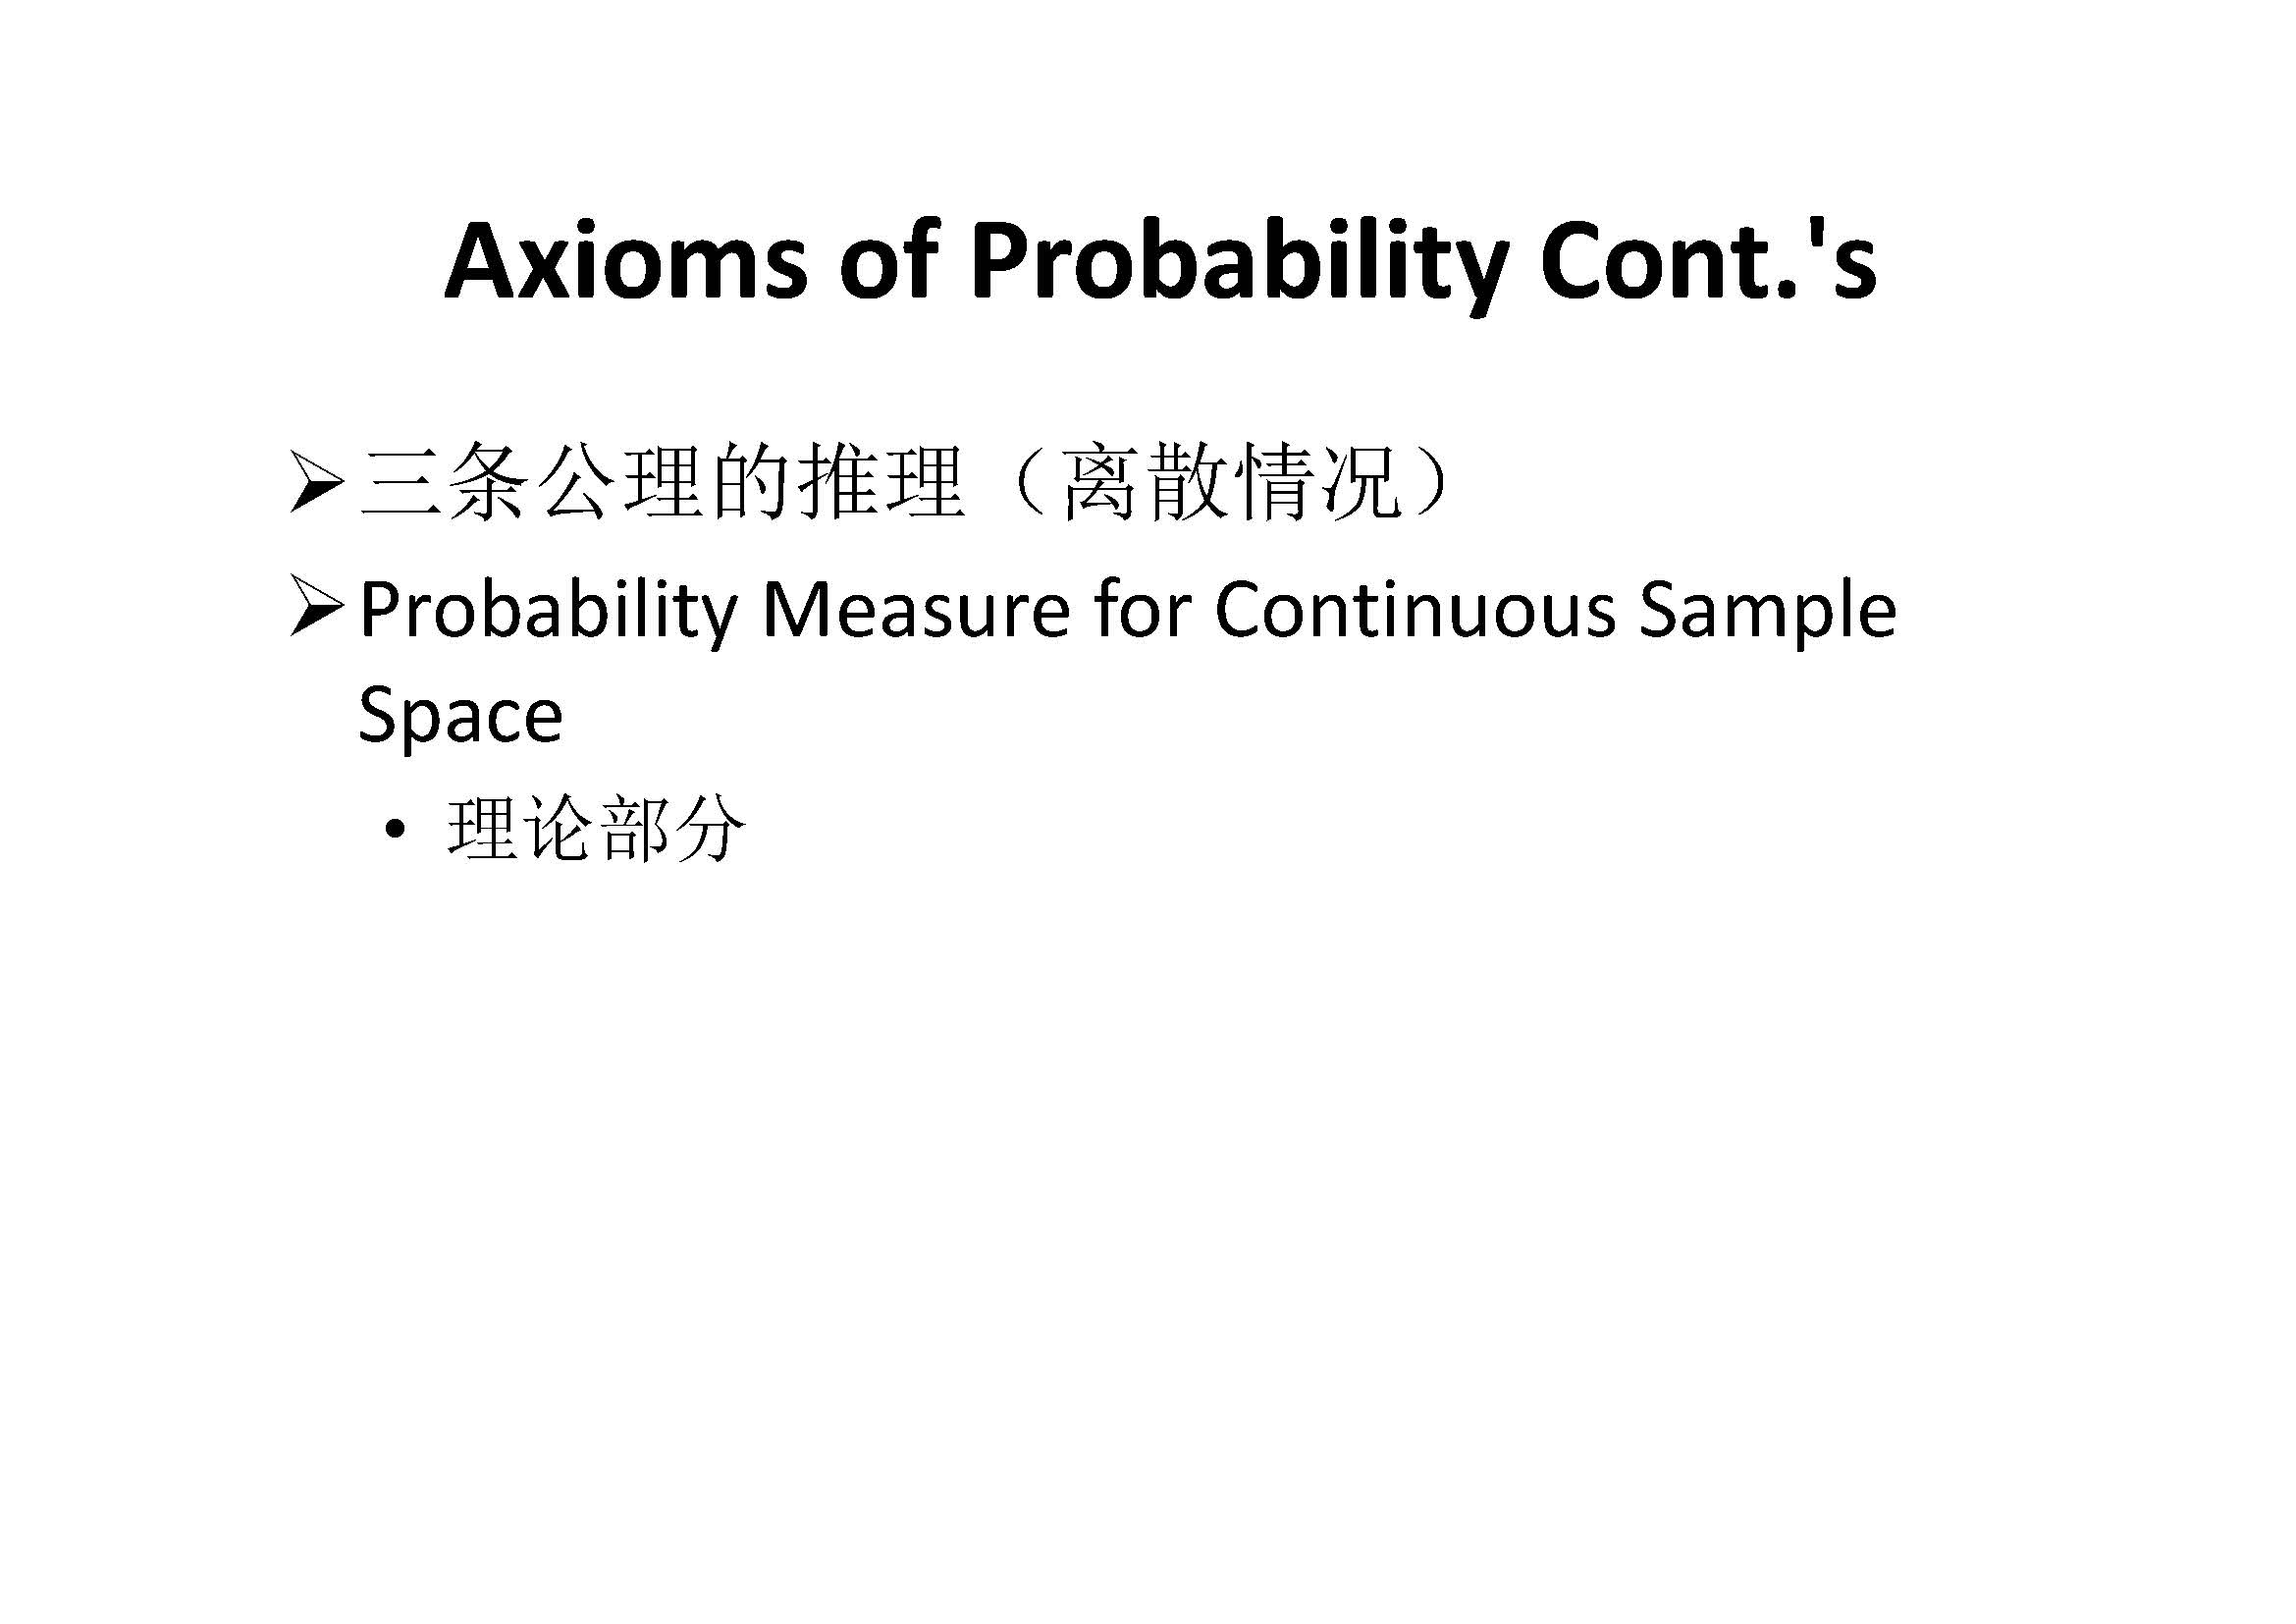 Axioms of Probability Cont.'s
➢三条公理的推理（离散情况）
➢Probability Measure for Continuous Sample
Space
• 理论部分